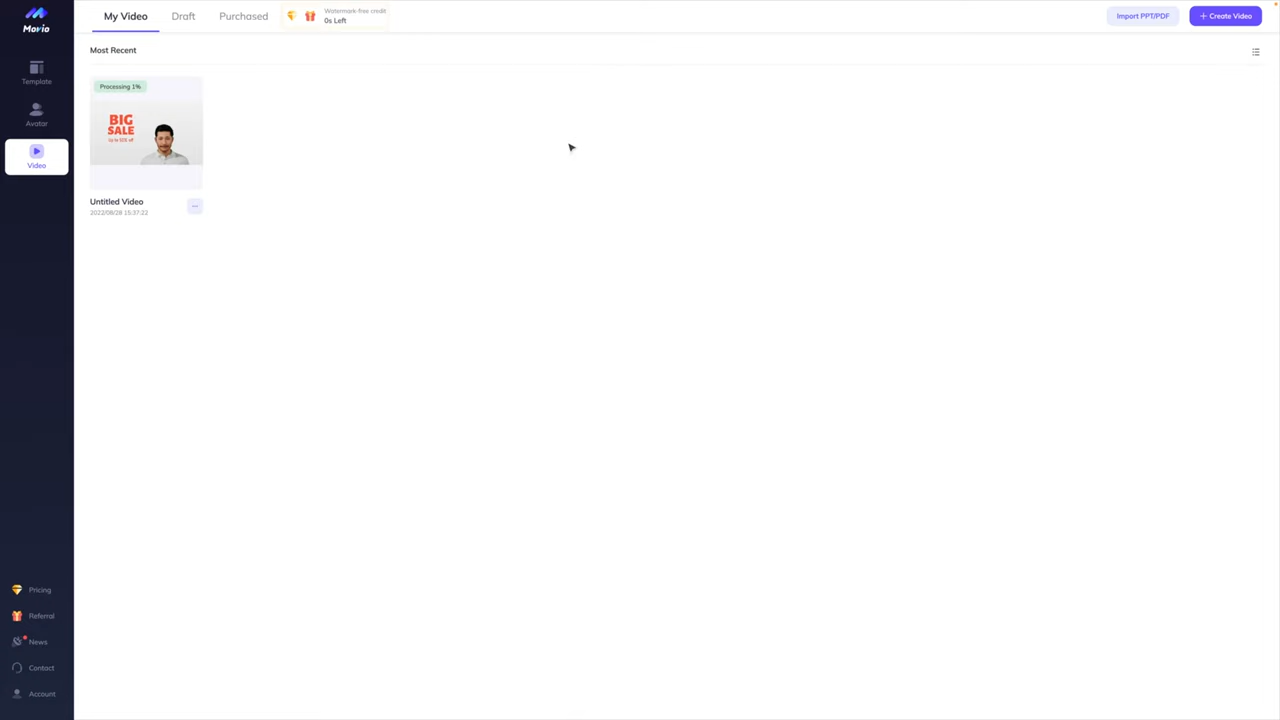 Movio
Template
Avatar
Video
Pricing
Referral
News
Contact
Account
My Video
Draft
Purchased
Watermark-free credit
0s Left
Import PPT/PDF
+ Create Video
Most Recent
Processing 1%
BIG
SALE
Untitled Video
2022/08/28 15:37:22
...